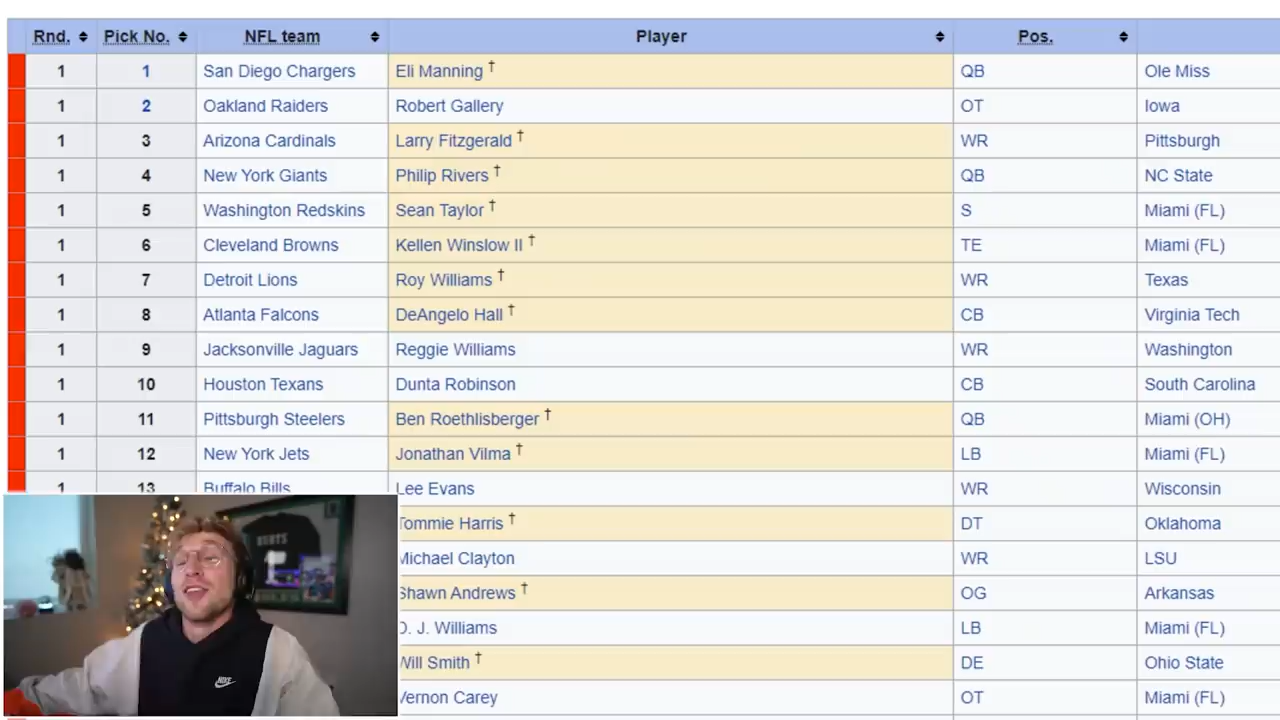 Rnd. Pick No. NFL team Player Pos.
1 1 San Diego Chargers Eli Manning † QB Ole Miss
1 2 Oakland Raiders Robert Gallery OT Iowa
1 3 Arizona Cardinals Larry Fitzgerald † WR Pittsburgh
1 4 New York Giants Philip Rivers † QB NC State
1 5 Washington Redskins Sean Taylor † S Miami (FL)
1 6 Cleveland Browns Kellen Winslow II † TE Miami (FL)
1 7 Detroit Lions Roy Williams † WR Texas
1 8 Atlanta Falcons DeAngelo Hall † CB Virginia Tech
1 9 Jacksonville Jaguars Reggie Williams WR Washington
1 10 Houston Texans Dunta Robinson CB South Carolina
1 11 Pittsburgh Steelers Ben Roethlisberger † QB Miami (OH)
1 12 New York Jets Jonathan Vilma † LB Miami (FL)
1 13 Buffalo Bills Lee Evans WR Wisconsin
Tommie Harris † DT Oklahoma
Michael Clayton WR LSU
Shawn Andrews † OG Arkansas
D. J. Williams LB Miami (FL)
Will Smith † DE Ohio State
Vernon Carey OT Miami (FL)
HURTS
NIKE